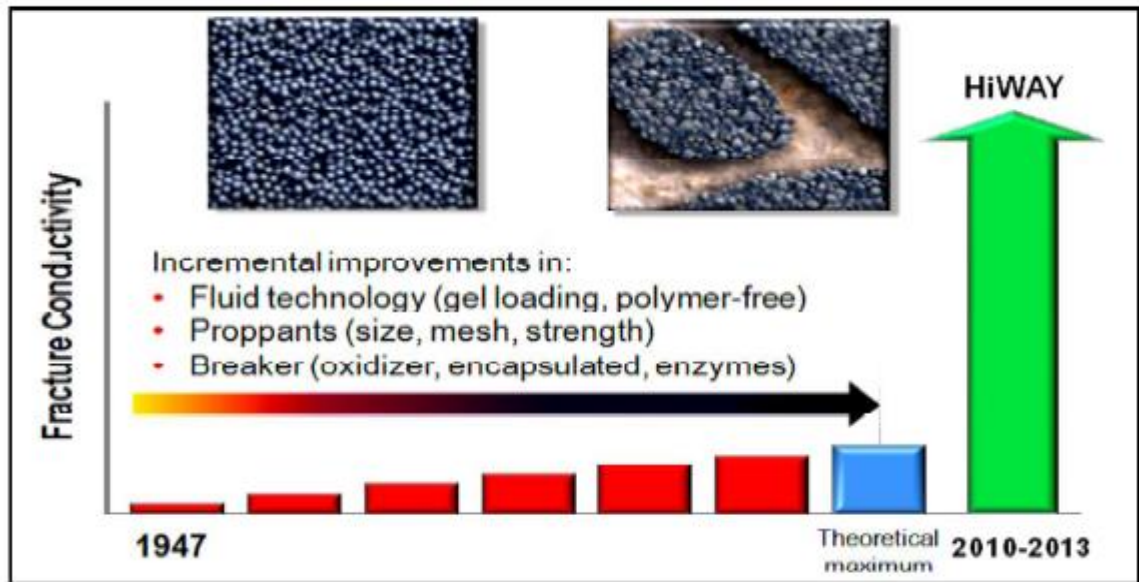 HiWAY
Fracture Conductivity
Incremental improvements in:
• Fluid technology (gel loading, polymer-free)
• Proppants (size, mesh, strength)
• Breaker (oxidizer, encapsulated, enzymes)
1947
Theoretical
maximum
2010-2013